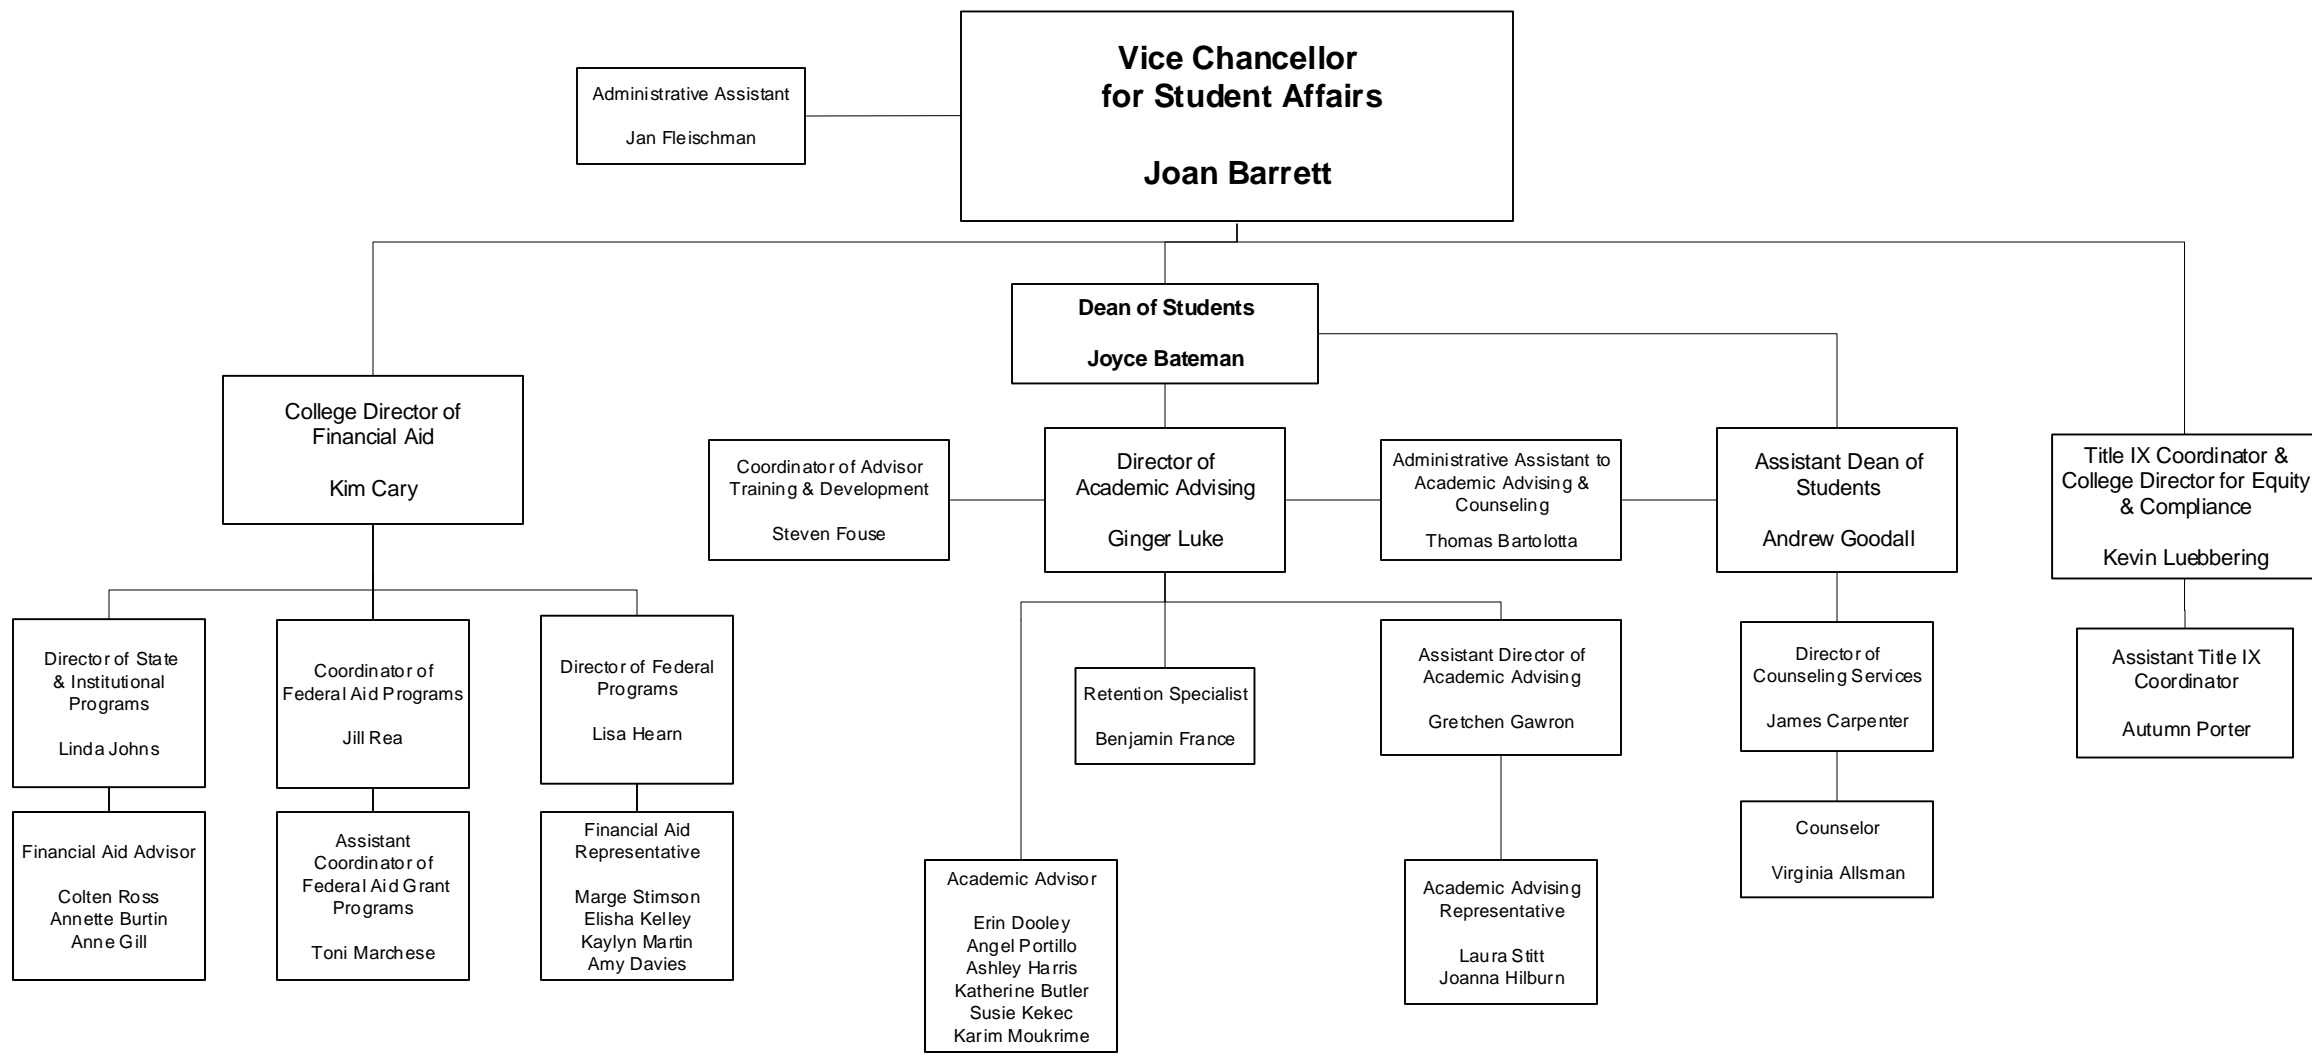 Vice Chancellor
for Student Affairs
Joan Barrett
Administrative Assistant
Jan Fleischman
Dean of Students
Joyce Bateman
College Director of
Financial Aid
Kim Cary
Coordinator of Advisor
Training & Development
Steven Fouse
Director of
Academic Advising
Ginger Luke
Administrative Assistant to
Academic Advising &
Counseling
Thomas Bartolotta
Assistant Dean of
Students
Andrew Goodall
Title IX Coordinator &
College Director for Equity
& Compliance
Kevin Luebbering
Director of State
& Institutional
Programs
Linda Johns
Coordinator of
Federal Aid Programs
Jill Rea
Director of Federal
Programs
Lisa Hearn
Retention Specialist
Benjamin France
Assistant Director of
Academic Advising
Gretchen Gawron
Director of
Counseling Services
James Carpenter
Assistant Title IX
Coordinator
Autumn Porter
Financial Aid Advisor
Colten Ross
Annette Burtin
Anne Gill
Assistant
Coordinator of
Federal Aid Grant
Programs
Toni Marchese
Financial Aid
Representative
Marge Stimson
Elisha Kelley
Kaylyn Martin
Amy Davies
Academic Advisor
Erin Dooley
Angel Portillo
Ashley Harris
Katherine Butler
Susie Kekec
Karim Moukrime
Academic Advising
Representative
Laura Stitt
Joanna Hilburn
Counselor
Virginia Allsman